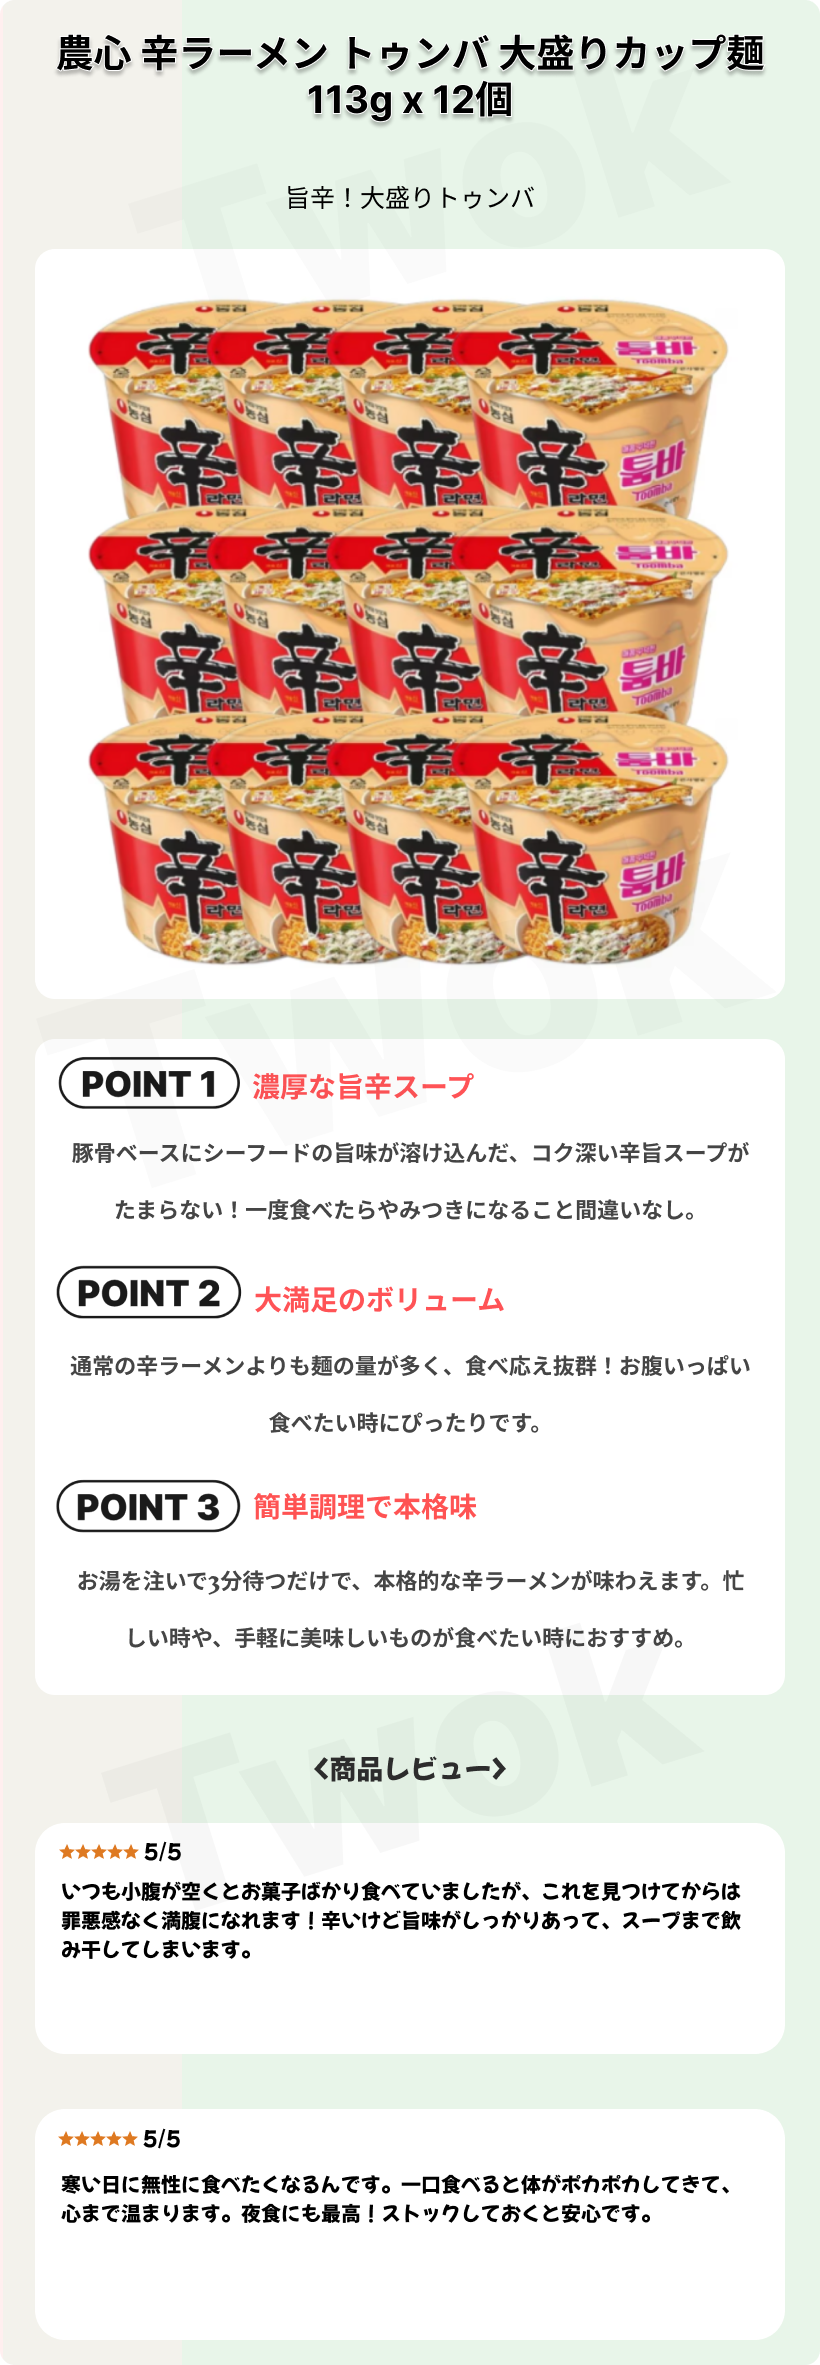 農心 辛ラーメン トゥンバ 大盛りカップ麺
113g x 12個
旨辛！大盛りトゥンバ
辛
라면
툼바
Toomba
농심
POINT 1 濃厚な旨辛スープ
豚骨ベースにシーフードの旨味が溶け込んだ、コク深い辛旨スープが
たまらない！一度食べたらやみつきになること間違いなし。
POINT 2 大満足のボリューム
通常の辛ラーメンよりも麺の量が多く、食べ応え抜群！お腹いっぱい
食べたい時にぴったりです。
POINT 3 簡単調理で本格味
お湯を注いで3分待つだけで、本格的な辛ラーメンが味わえます。忙
しい時や、手軽に美味しいものが食べたい時におすすめ。
Twok
<商品レビュー>
★★★★★ 5/5
いつも小腹が空くとお菓子ばかり食べていましたが、これを見つけてからは
罪悪感なく満腹になれます！辛いけど旨味がしっかりあって、スープまで飲
み干してしまいます。
★★★★★ 5/5
寒い日に無性に食べたくなるんです。一口食べると体がポカポカしてきて、
心まで温まります。夜食にも最高！ストックしておくと安心です。